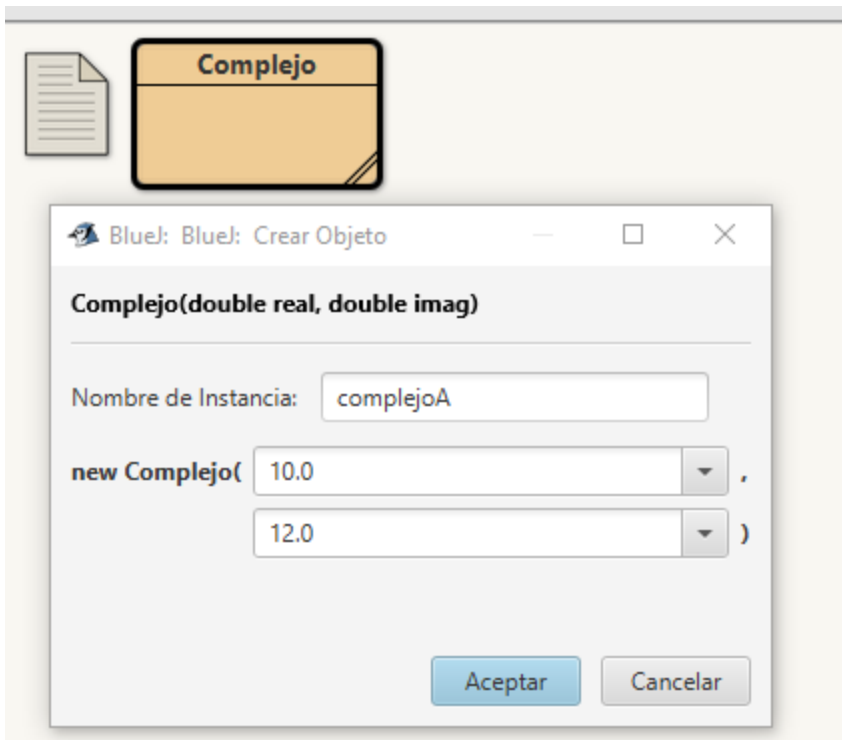 Complejo
BlueJ: BlueJ: Crear Objeto
Complejo(double real, double imag)
Nombre de Instancia: complejoA
new Complejo( 10.0 ,
12.0 )
Aceptar Cancelar